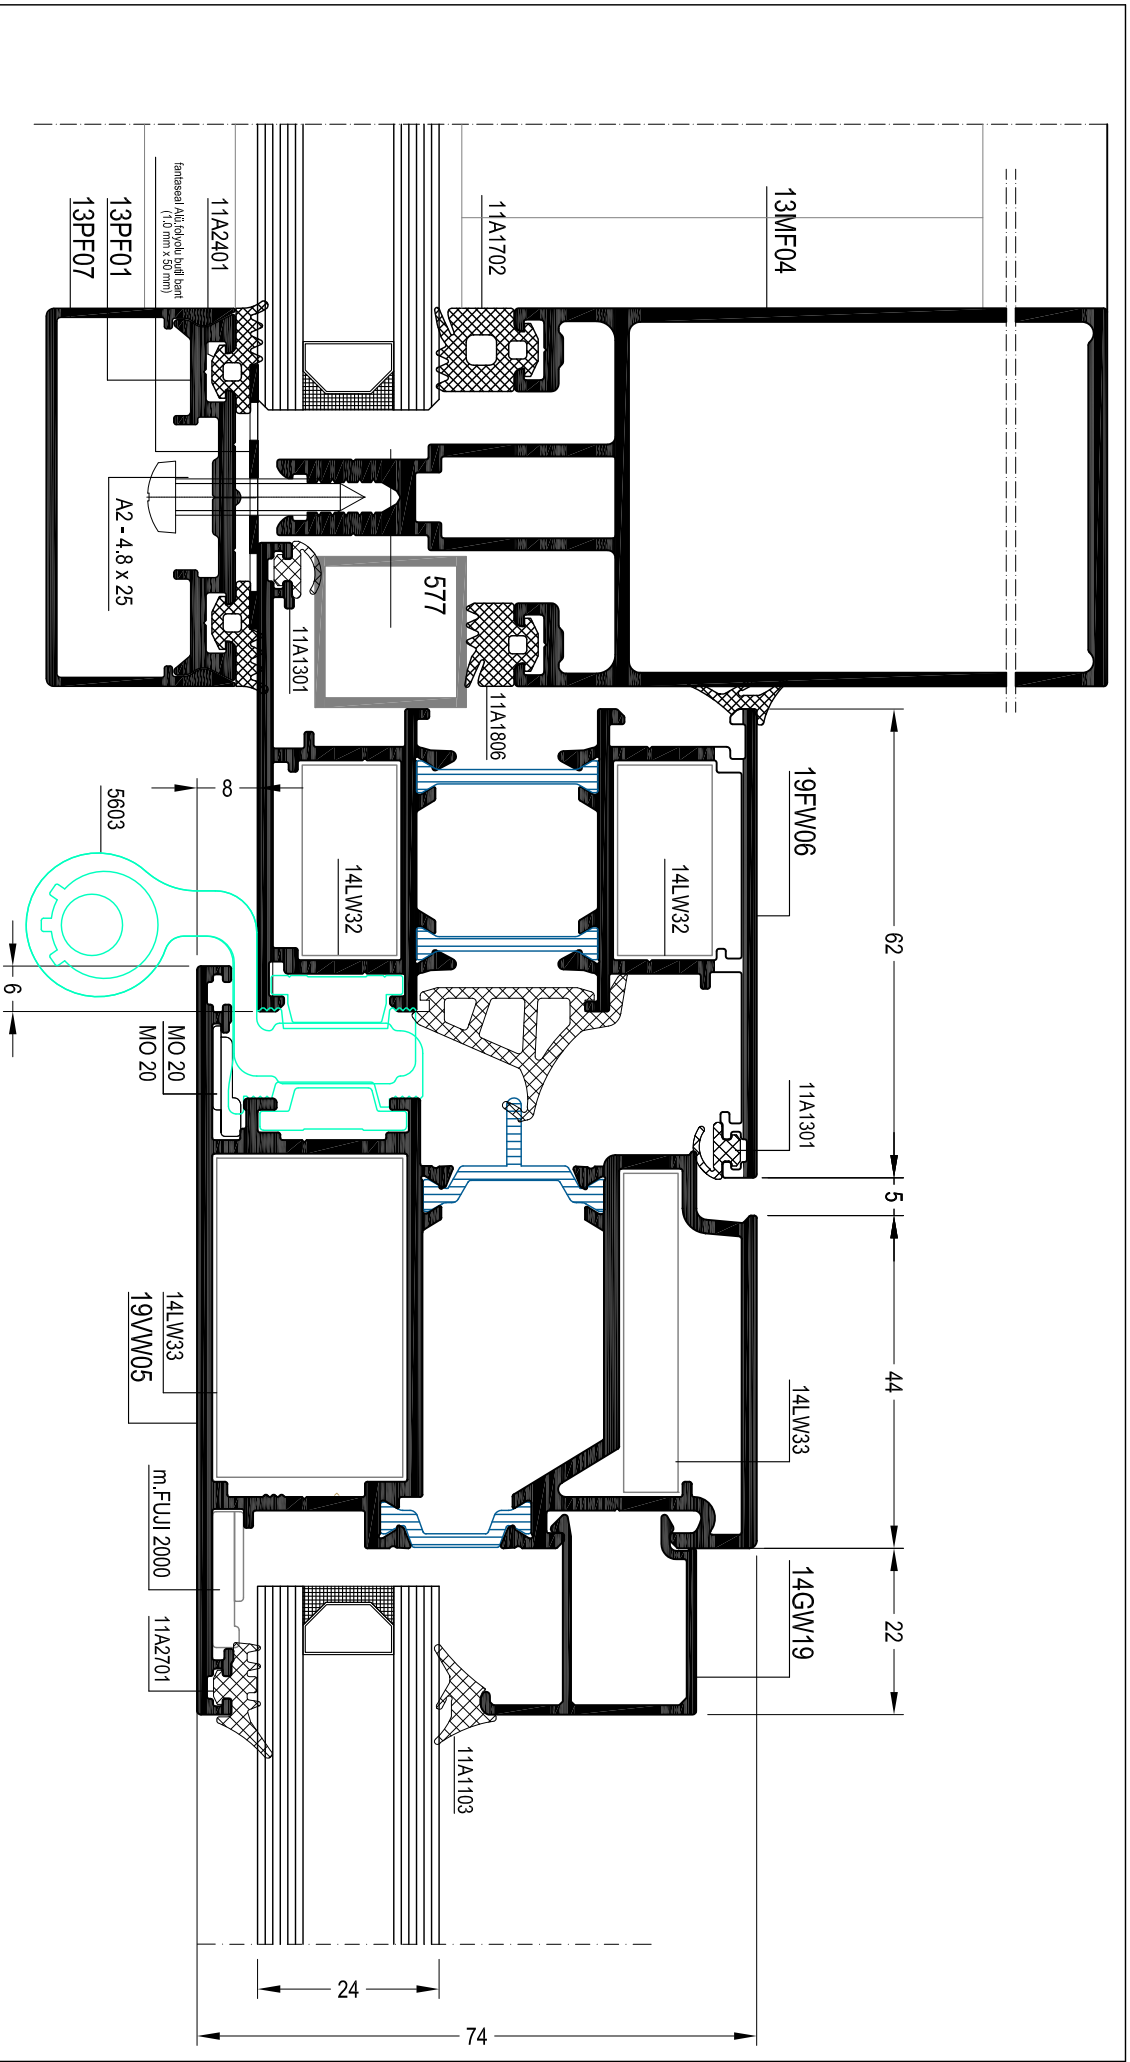 13MF04
11A1702
11A2401
fantaseal Alü.folyolu butil bant
(1.0 mm x 50 mm)
13PF01
13PF07
A2 - 4.8 x 25
577
11A1301
11A1806
19FW06
62
14LW32
14LW32
8
5603
6
MO 20
MO 20
11A1301
5
44
14LW33
14LW33
19VW05
m.FUJI 2000
11A2701
14GW19
22
11A1103
24
74